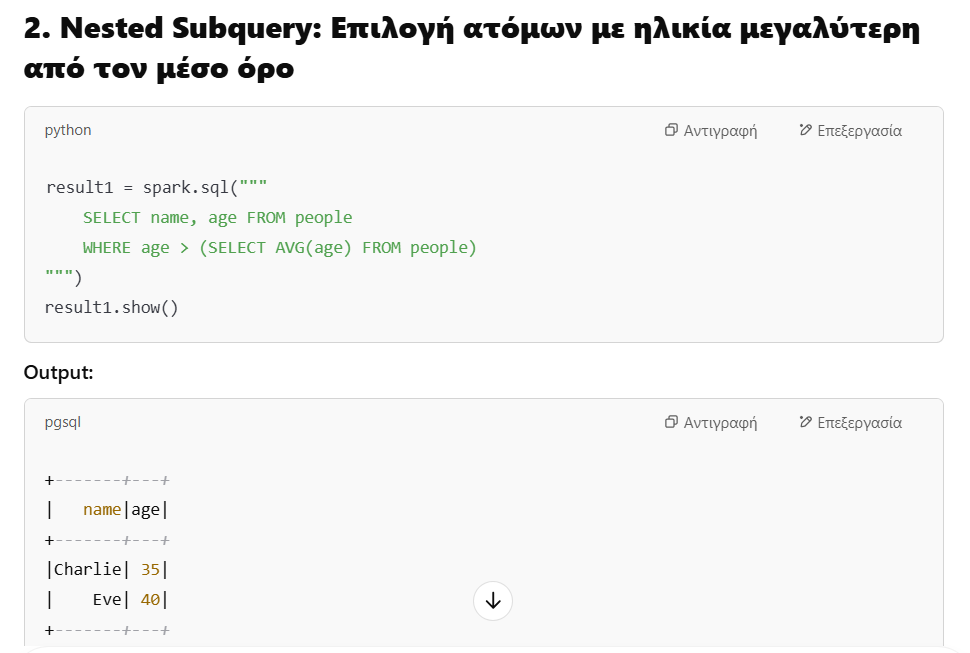 2. Nested Subquery: Επιλογή ατόμων με ηλικία μεγαλύτερη
από τον μέσο όρο
python
Αντιγραφή
Επεξεργασία
result1 = spark.sql("""
    SELECT name, age FROM people
    WHERE age > (SELECT AVG(age) FROM people)
""")
result1.show()
Output:
pgsql
Αντιγραφή
Επεξεργασία
+-------+---+
|   name|age|
+-------+---+
|Charlie| 35|
|    Eve| 40|
+-------+---+